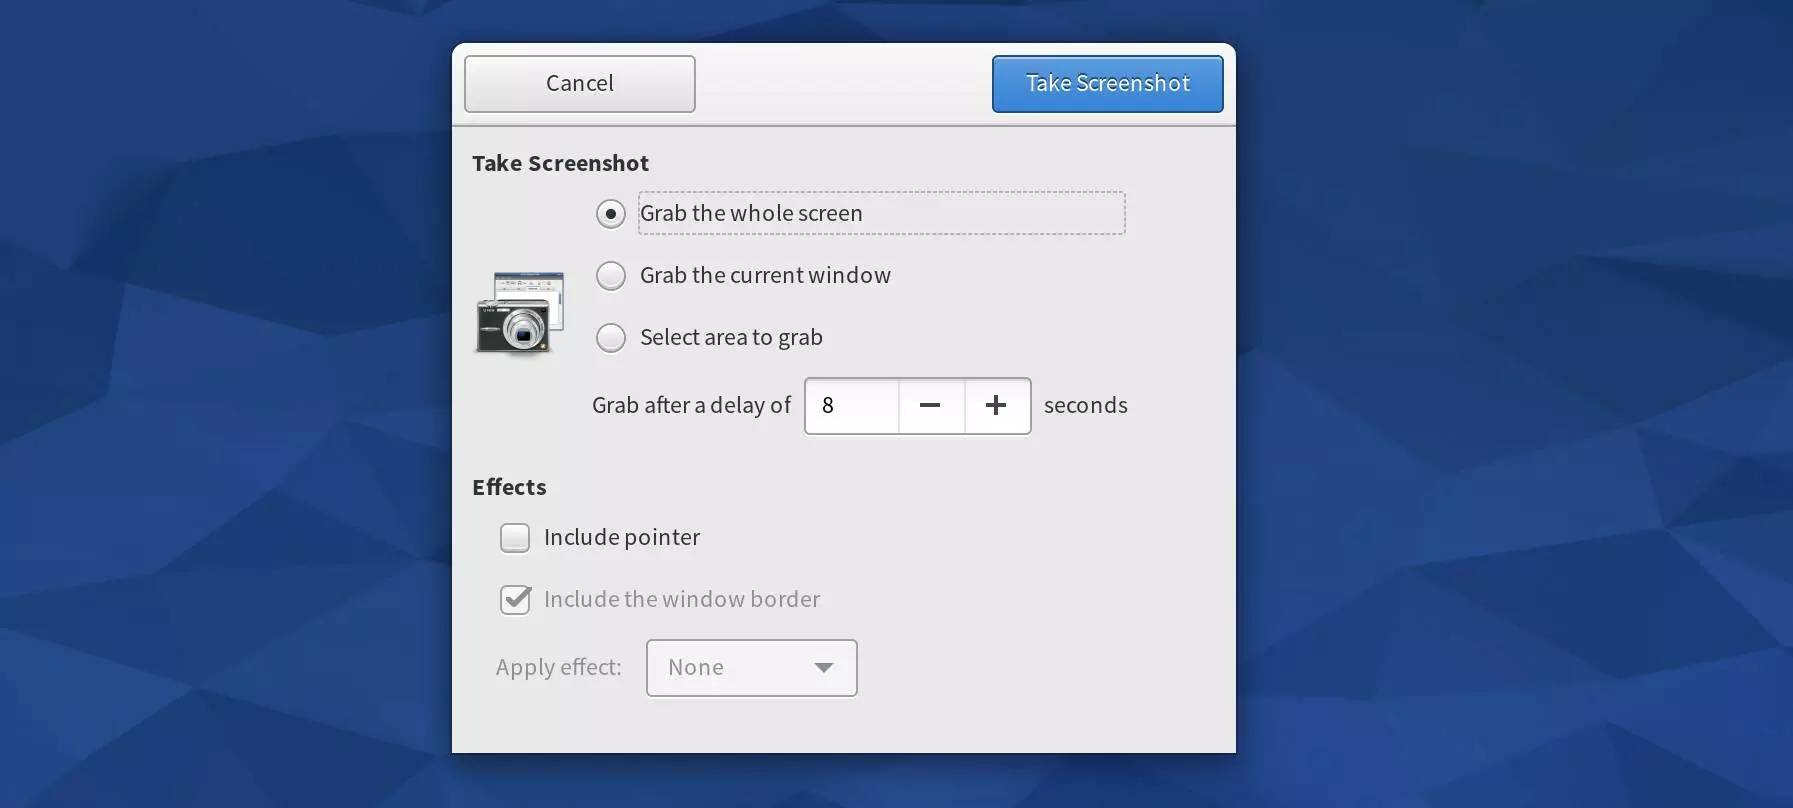 Cancel
Take Screenshot
Take Screenshot
Grab the whole screen
Grab the current window
Select area to grab
Grab after a delay of 8 seconds
Effects
Include pointer
Include the window border
Apply effect: None